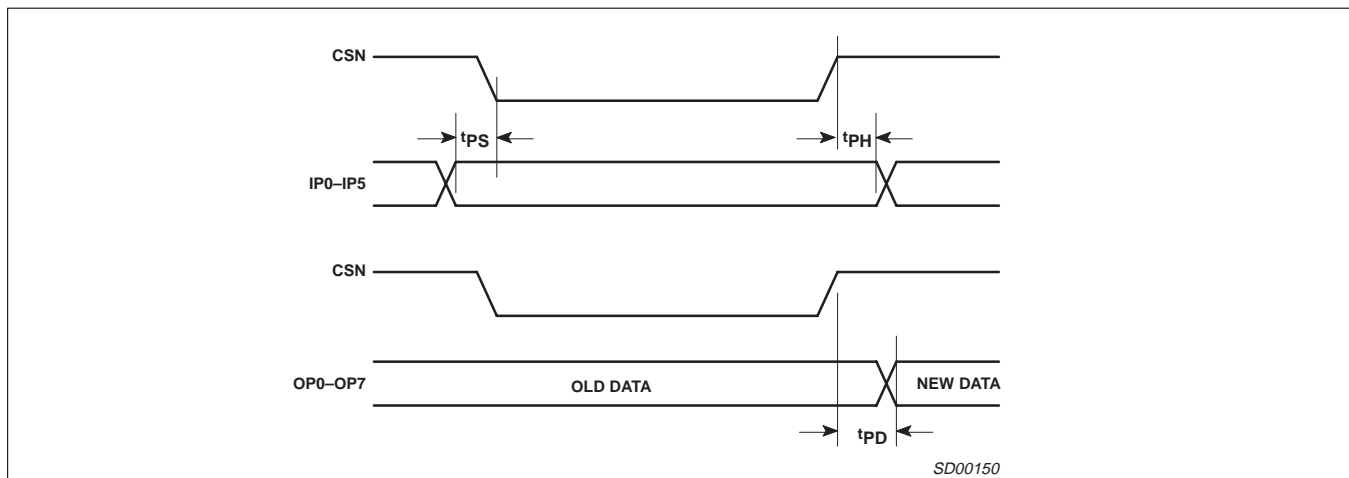 CSN
tPS
tPH
IP0–IP5
CSN
OP0–OP7
OLD DATA
NEW DATA
tPD
SD00150